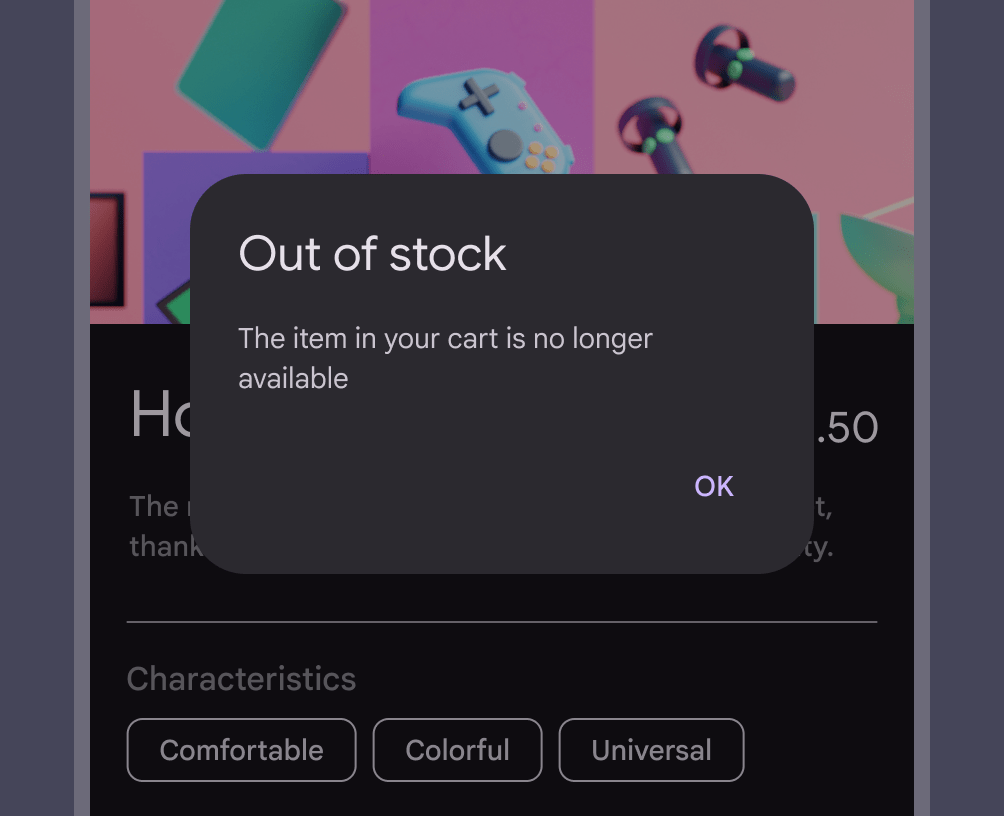 Out of stock
The item in your cart is no longer
available
.50
OK
The
t,
thank
ty.
Characteristics
Comfortable Colorful Universal